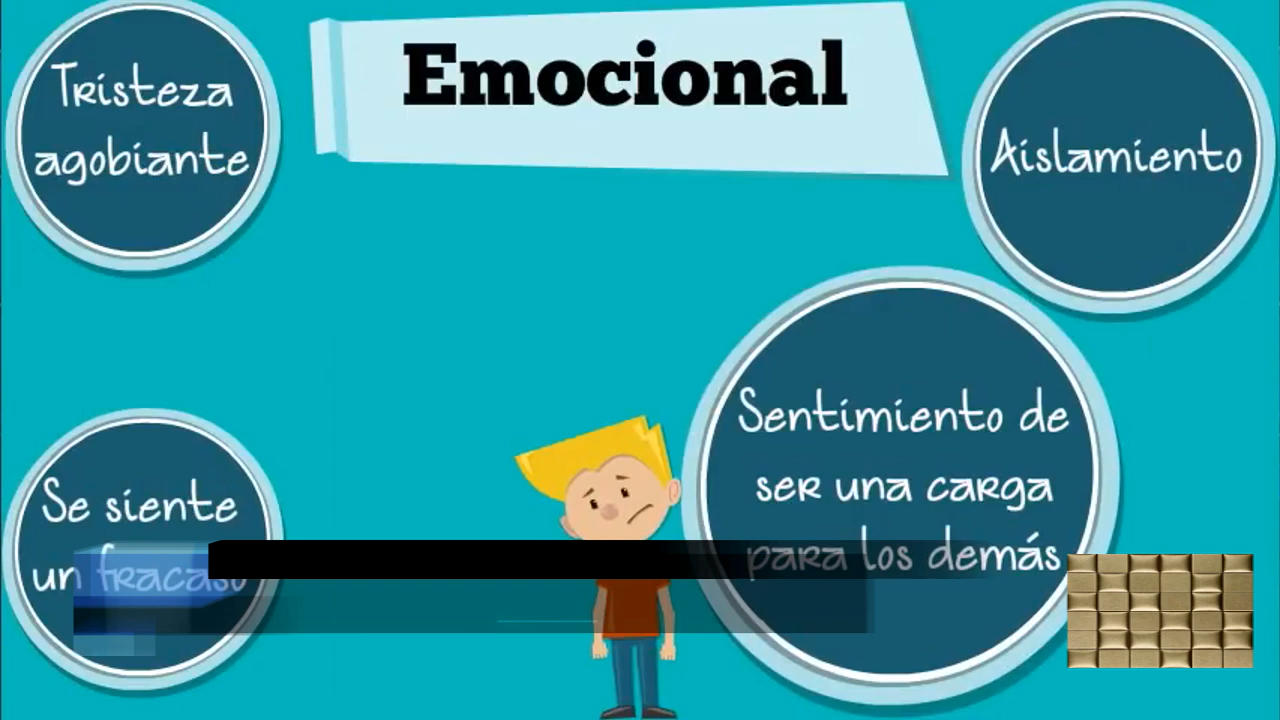 Emocional
Tristeza
agobiante
Aislamiento
Sentimiento de
ser una carga
para los demás
Se siente
un fracaso